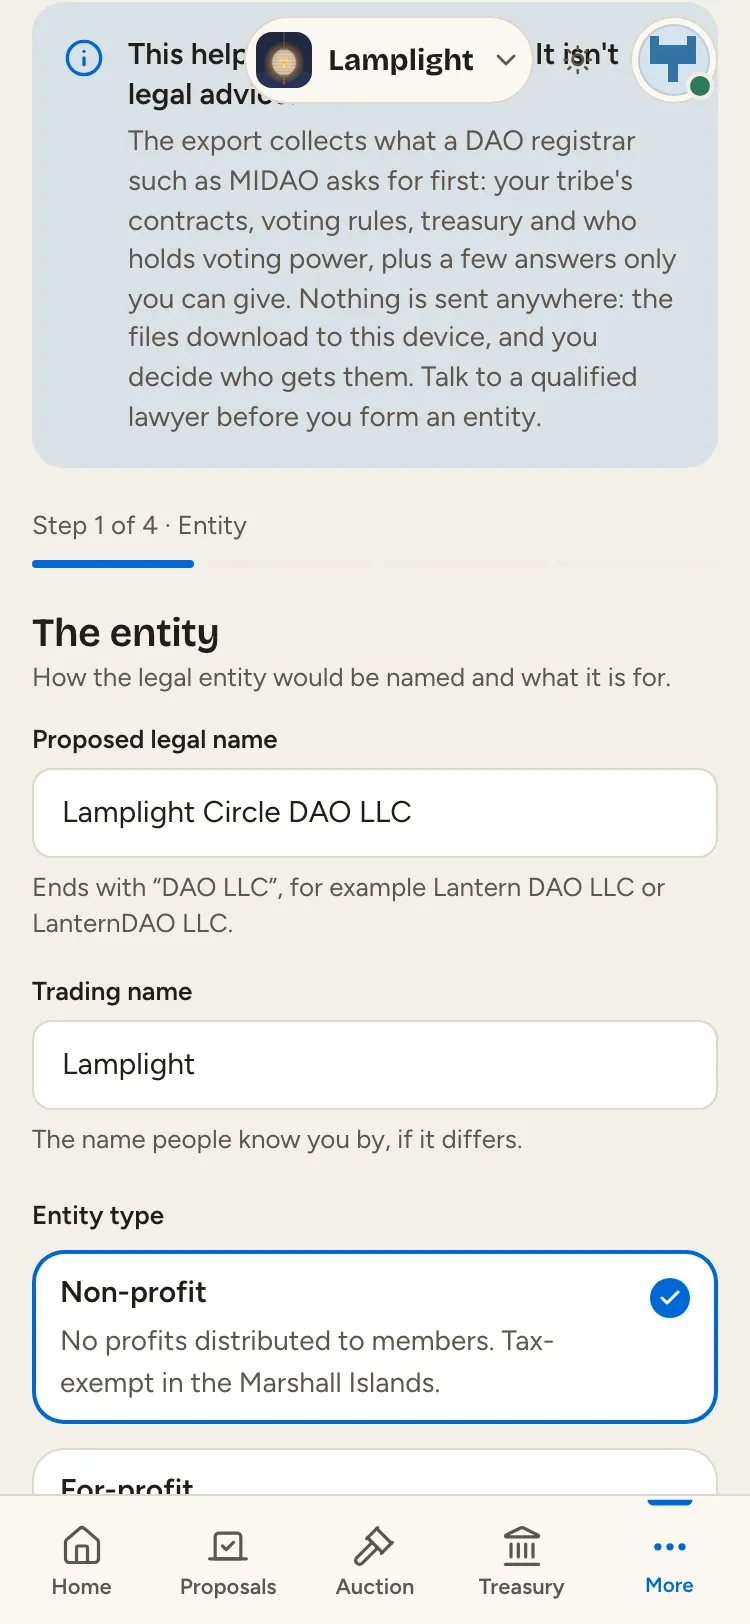 This help
Lamplight
It isn't
legal advice.
The export collects what a DAO registrar
such as MIDAO asks for first: your tribe's
contracts, voting rules, treasury and who
holds voting power, plus a few answers only
you can give. Nothing is sent anywhere: the
files download to this device, and you
decide who gets them. Talk to a qualified
lawyer before you form an entity.
Step 1 of 4 · Entity
The entity
How the legal entity would be named and what it is for.
Proposed legal name
Lamplight Circle DAO LLC
Ends with “DAO LLC”, for example Lantern DAO LLC or
LanternDAO LLC.
Trading name
Lamplight
The name people know you by, if it differs.
Entity type
Non-profit
No profits distributed to members. Tax-
exempt in the Marshall Islands.
For-profit
Home
Proposals
Auction
Treasury
More